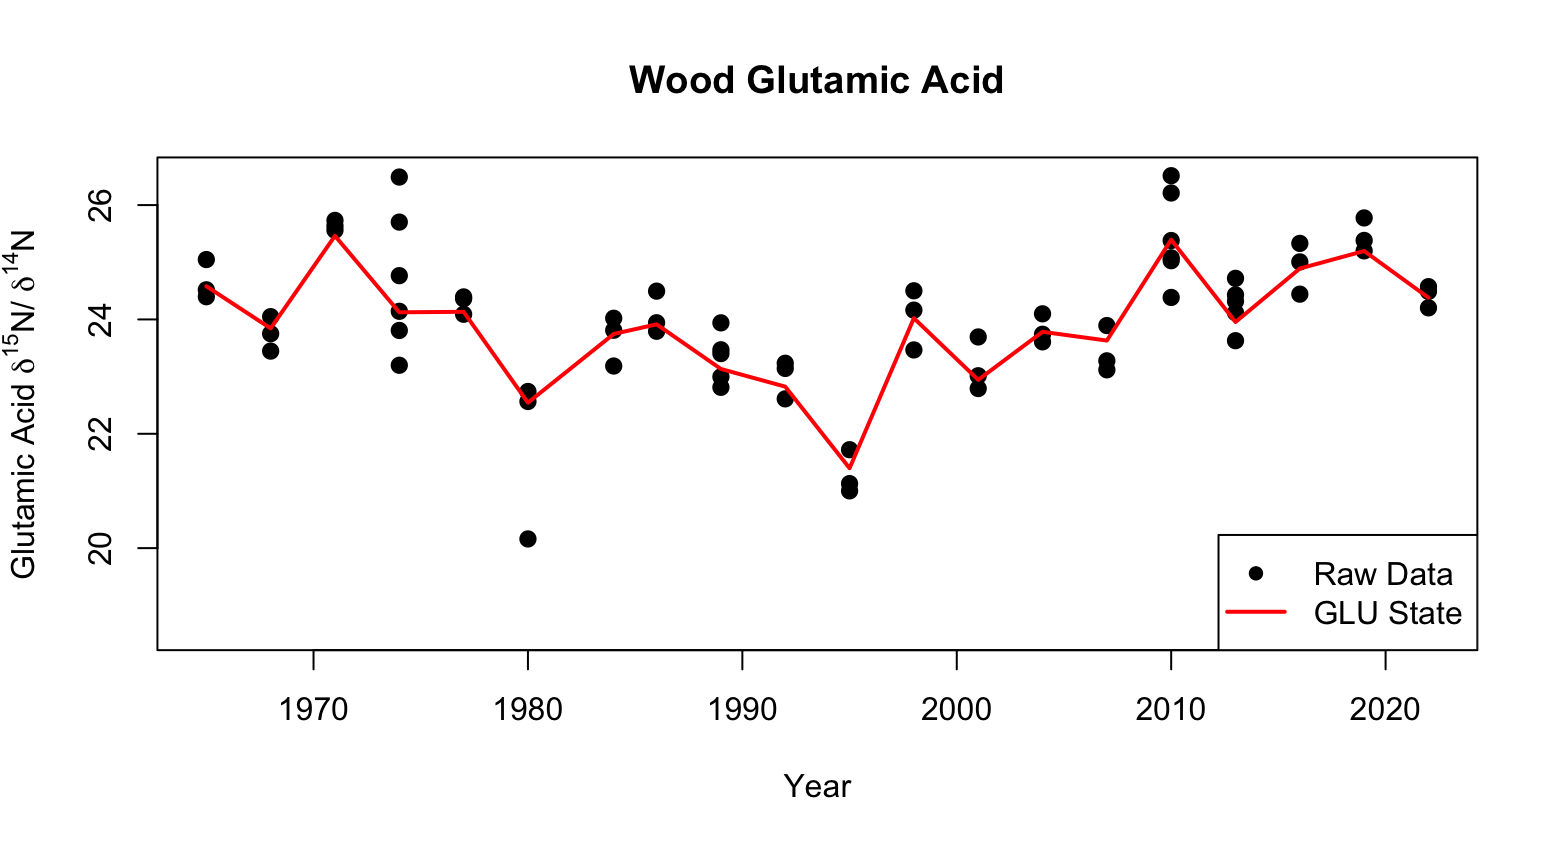 Wood Glutamic Acid
Glutamic Acid δ¹⁵N/ δ¹⁴N
26
24
22
20
1970 1980 1990 2000 2010 2020
Year
Raw Data
GLU State